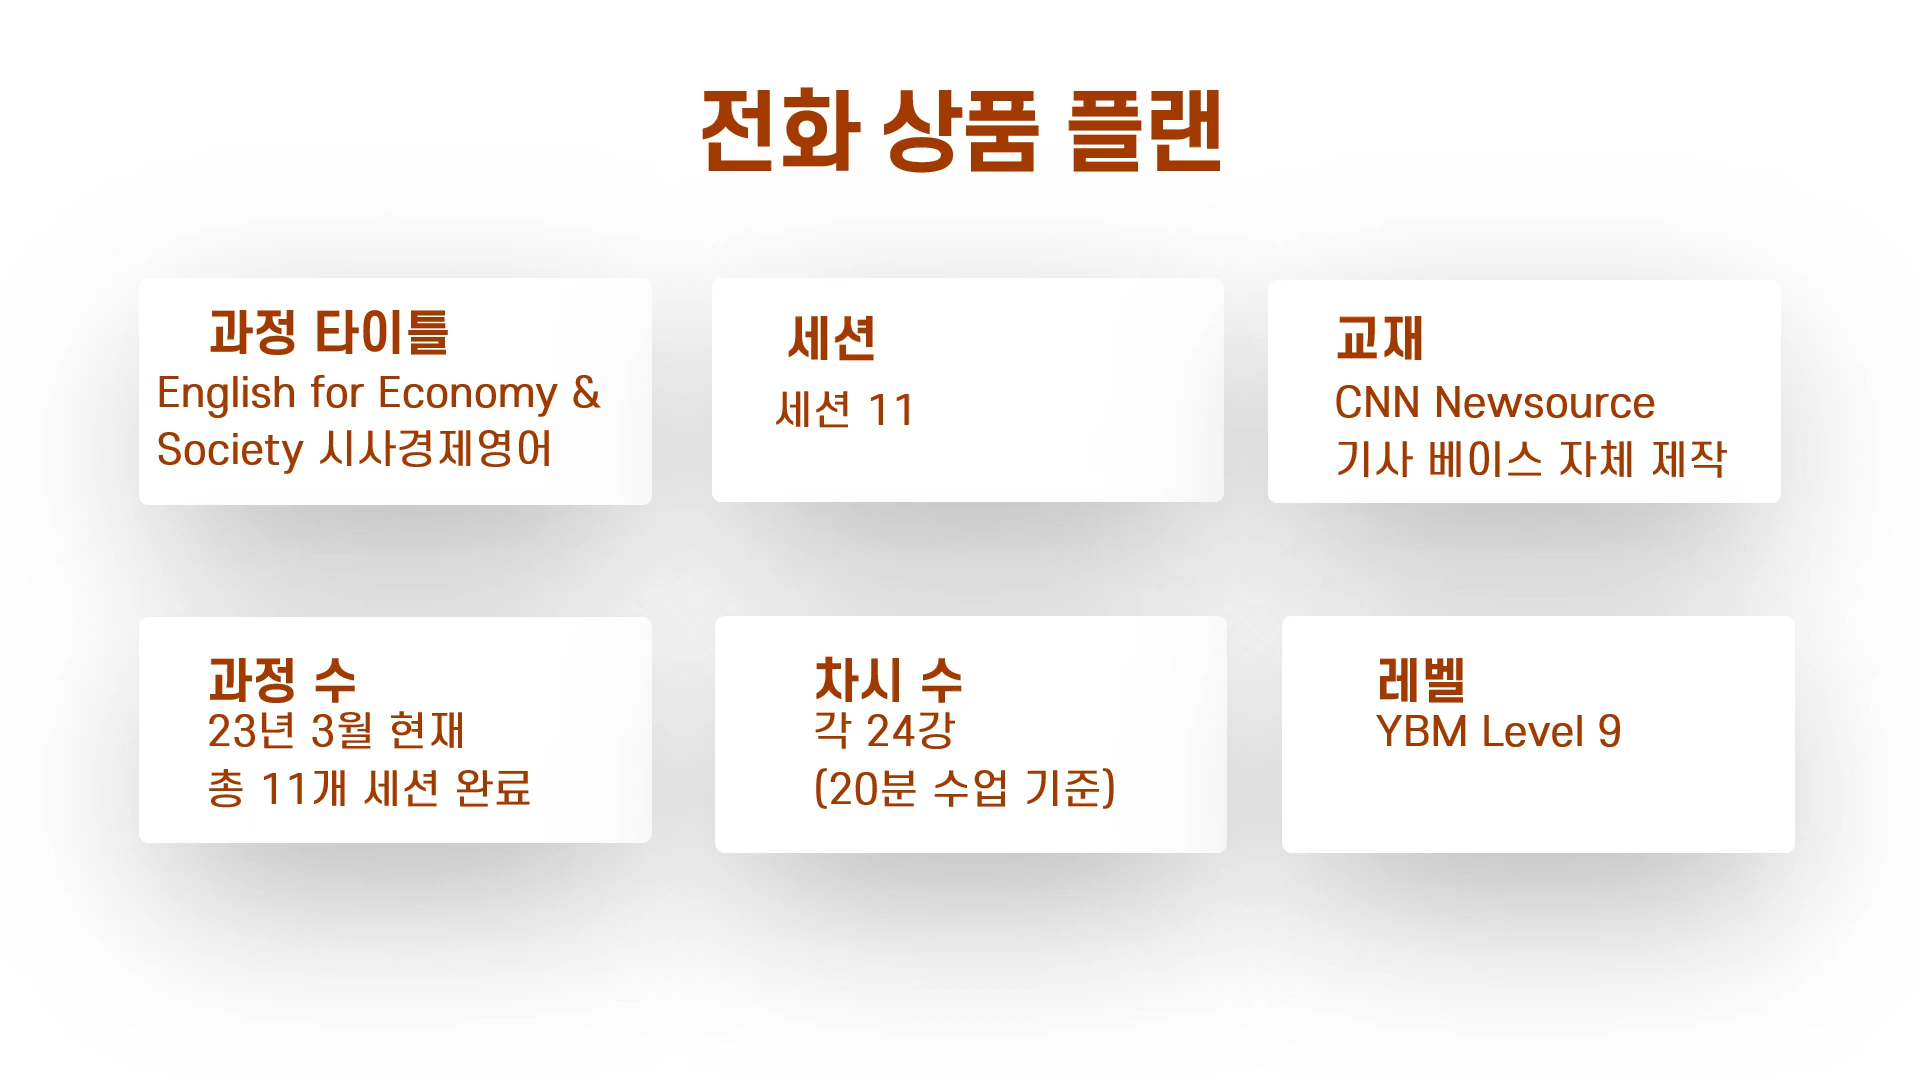 전화 상품 플랜
과정 타이틀
English for Economy &
Society 시사경제영어
세션
세션 11
교재
CNN Newsource
기사 베이스 자체 제작
과정 수
23년 3월 현재
총 11개 세션 완료
차시 수
각 24강
(20분 수업 기준)
레벨
YBM Level 9